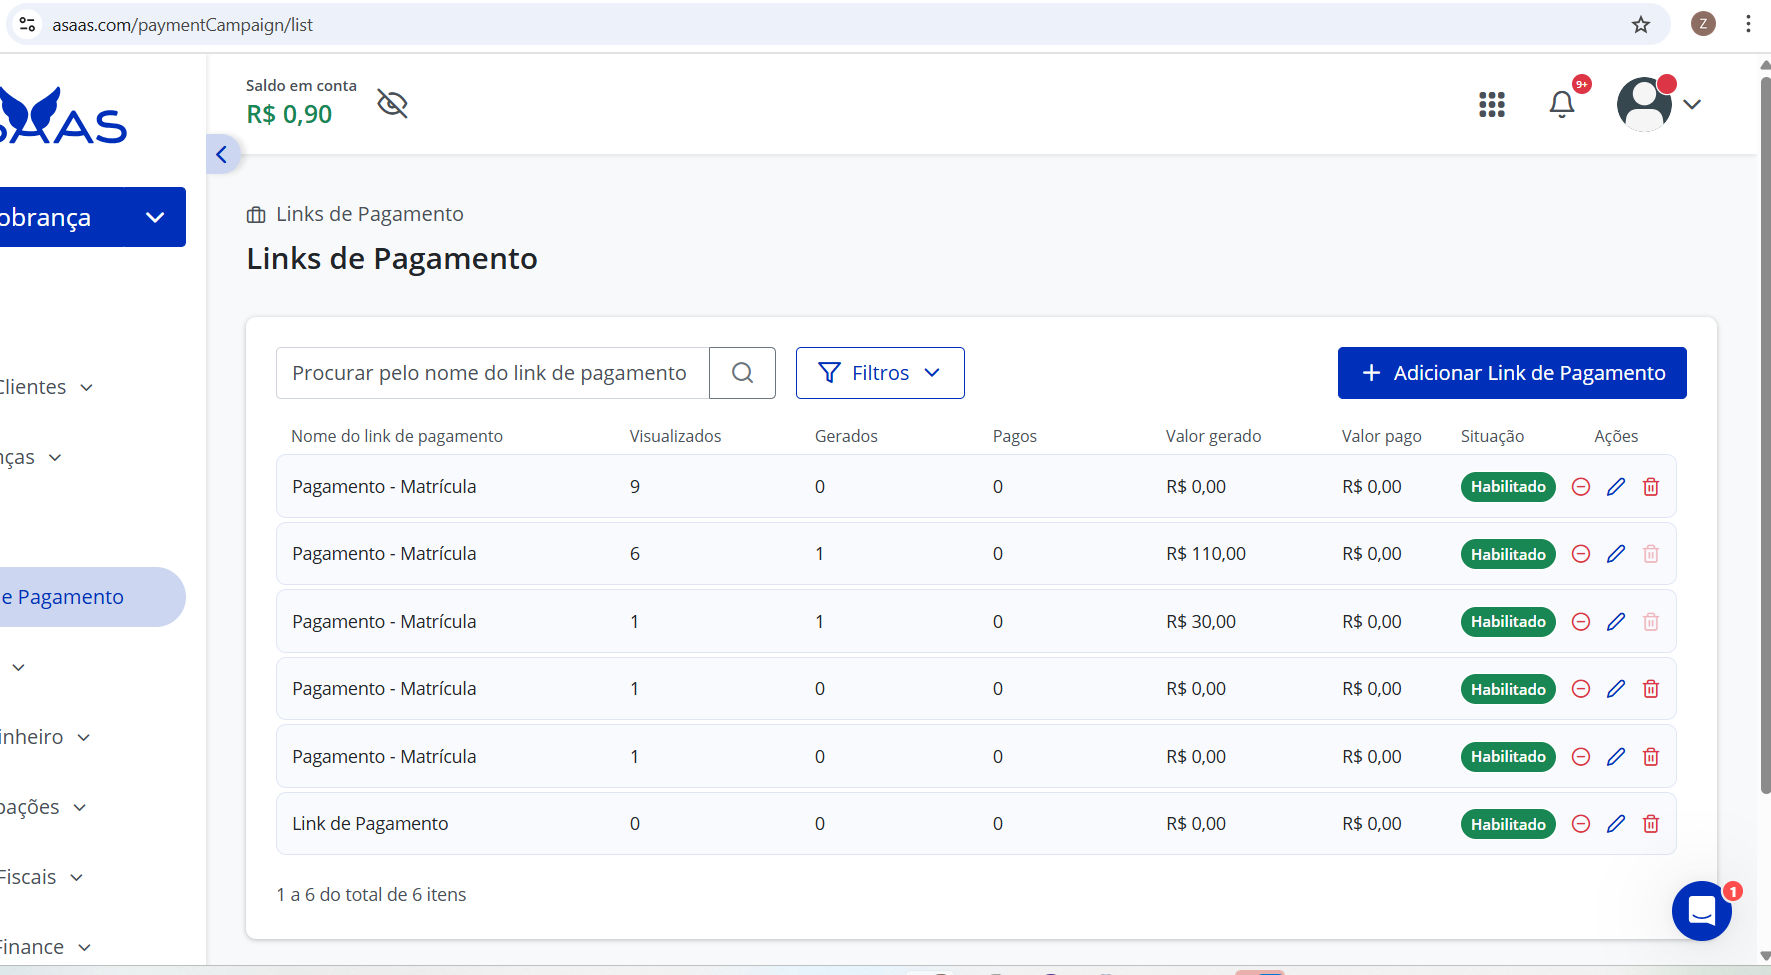 asaas.com/paymentCampaign/list
Z
Saldo em conta
R$ 0,90
9+
obrança
Clientes
nças
e Pagamento
inheiro
pações
Fiscais
Finance
Links de Pagamento
Links de Pagamento
Procurar pelo nome do link de pagamento
Filtros
+ Adicionar Link de Pagamento
Nome do link de pagamento Visualizados Gerados Pagos Valor gerado Valor pago Situação Ações
Pagamento - Matrícula 9 0 0 R$ 0,00 R$ 0,00 Habilitado
Pagamento - Matrícula 6 1 0 R$ 110,00 R$ 0,00 Habilitado
Pagamento - Matrícula 1 1 0 R$ 30,00 R$ 0,00 Habilitado
Pagamento - Matrícula 1 0 0 R$ 0,00 R$ 0,00 Habilitado
Pagamento - Matrícula 1 0 0 R$ 0,00 R$ 0,00 Habilitado
Link de Pagamento 0 0 0 R$ 0,00 R$ 0,00 Habilitado
1 a 6 do total de 6 itens
1